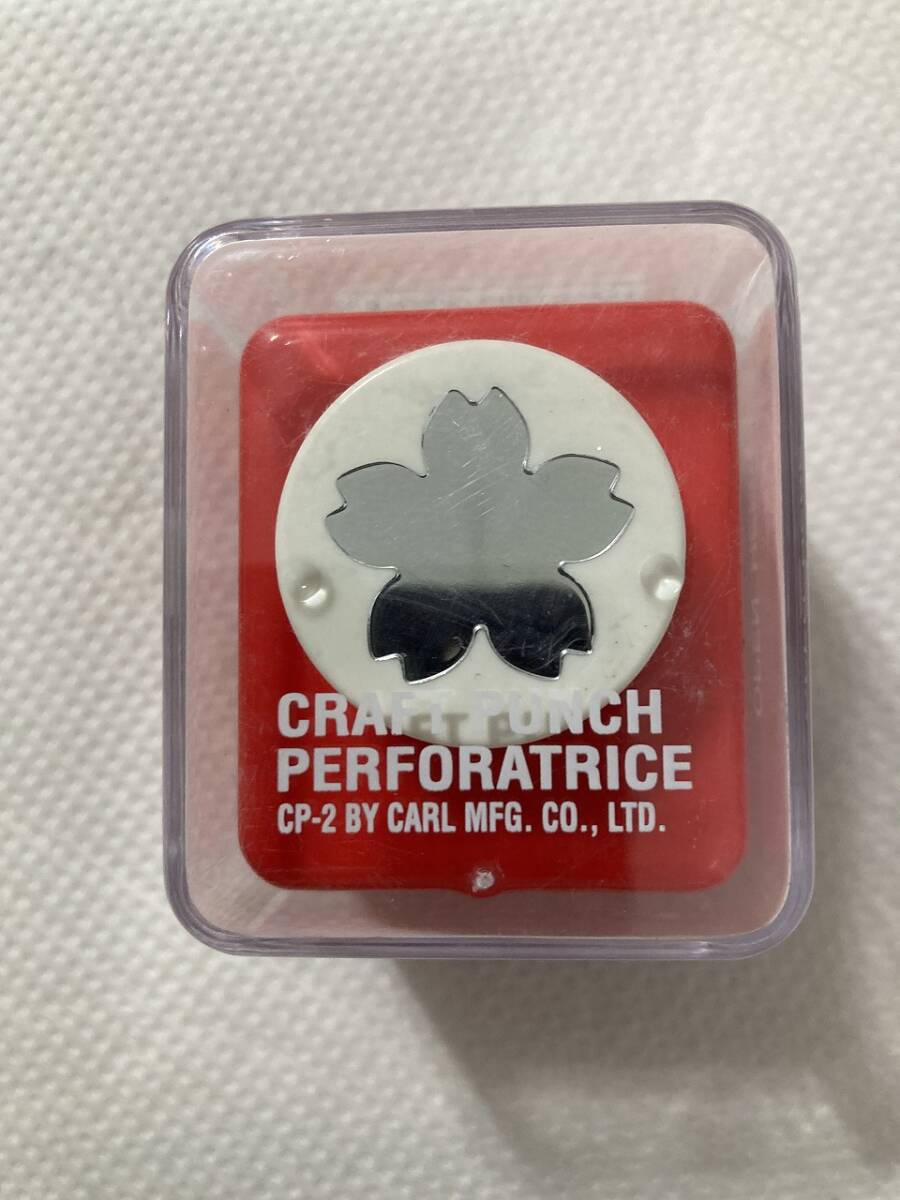 CRAFT PUNCH
PERFORATRICE
CP-2 BY CARL MFG. CO., LTD.